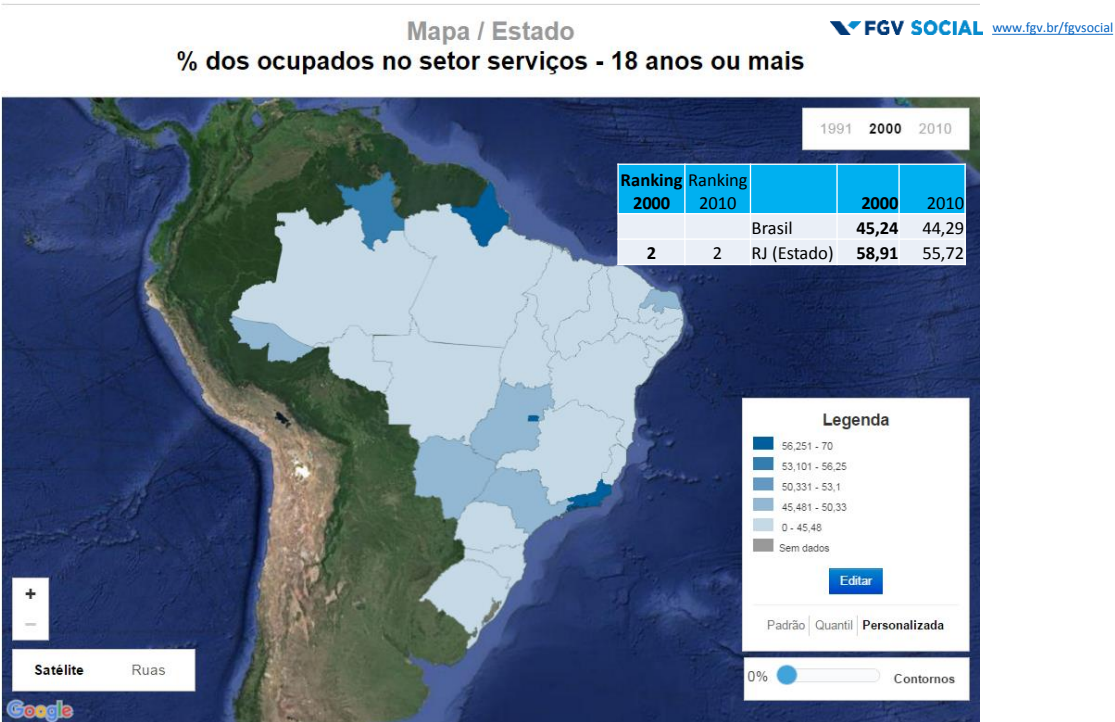 Mapa / Estado
FGV SOCIAL www.fgv.br/fgvsocial
% dos ocupados no setor serviços - 18 anos ou mais
1991 2000 2010
Ranking 2000 Ranking 2010 2000 2010
Brasil 45,24 44,29
2 2 RJ (Estado) 58,91 55,72
Legenda
56,251 - 70
53,101 - 56,25
50,331 - 53,1
45,481 - 50,33
0 - 45,48
Sem dados
Editar
Padrão Quantil Personalizada
0% Contornos
+
−
Satélite Ruas
Google